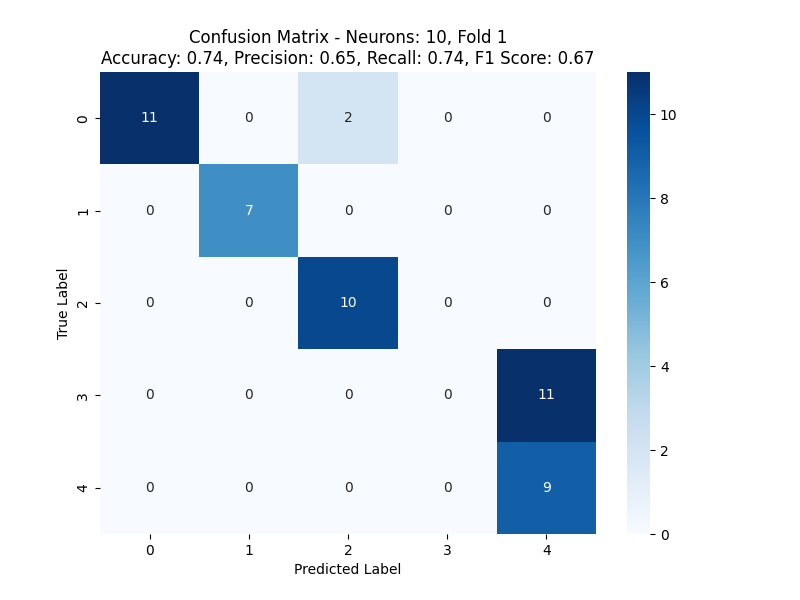 Confusion Matrix - Neurons: 10, Fold 1
Accuracy: 0.74, Precision: 0.65, Recall: 0.74, F1 Score: 0.67
True Label
0 11 0 2 0 0
1 0 7 0 0 0
2 0 0 10 0 0
3 0 0 0 0 11
4 0 0 0 0 9
0 1 2 3 4
Predicted Label
10
8
6
4
2
0